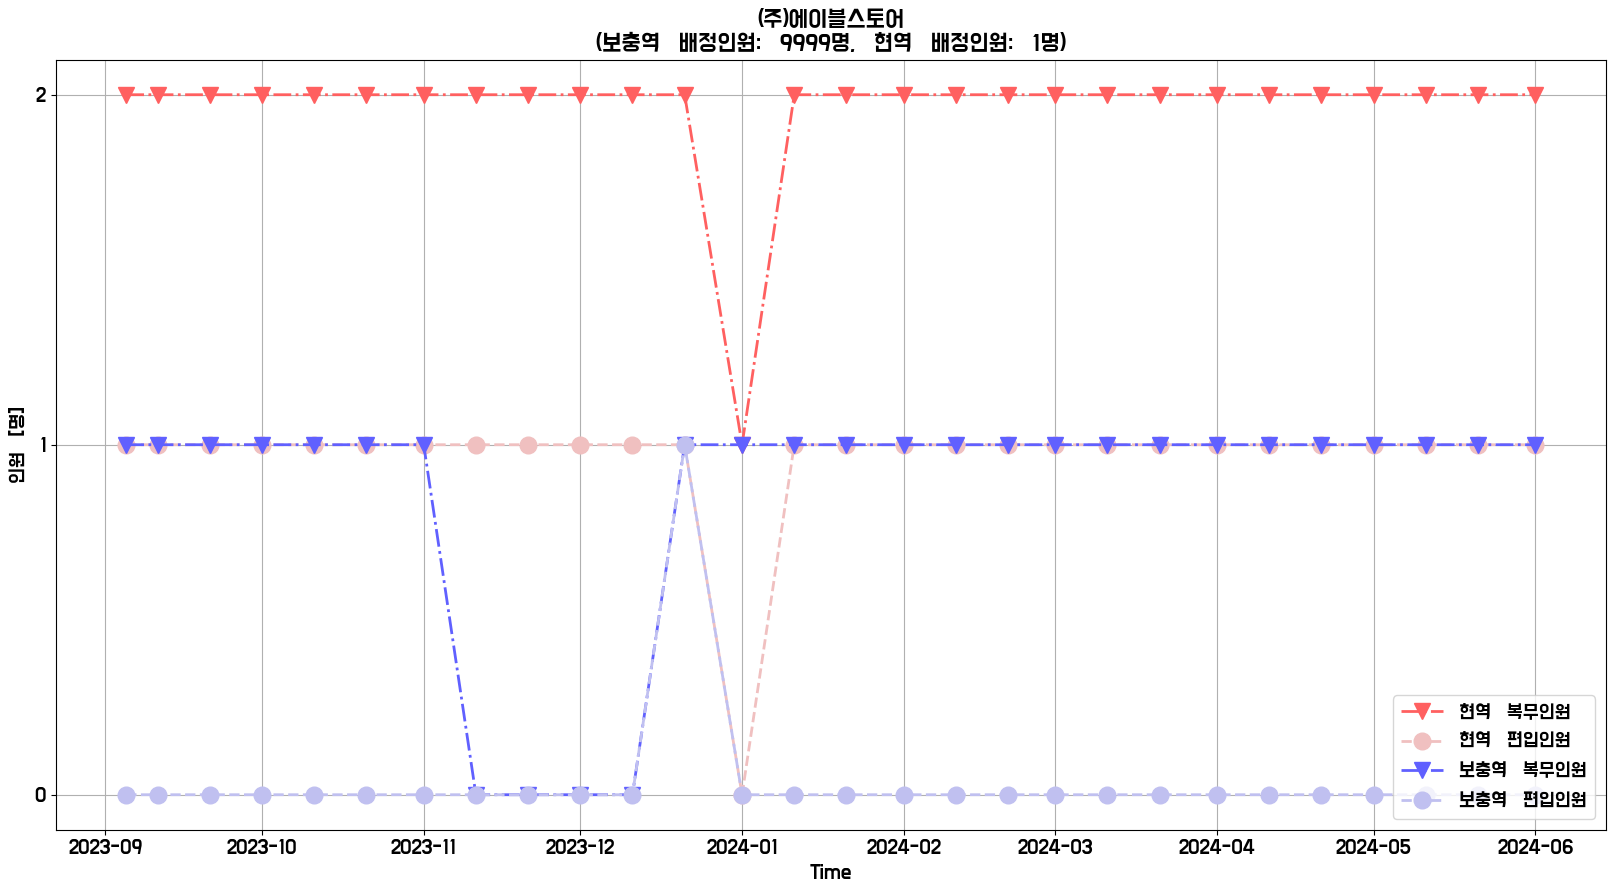 (주)에이블스토어
(보충역 배정인원: 9999명, 현역 배정인원: 1명)
2
1
0
인원 [명]
현역 복무인원
현역 편입인원
보충역 복무인원
보충역 편입인원
2023-09 2023-10 2023-11 2023-12 2024-01 2024-02 2024-03 2024-04 2024-05 2024-06
Time